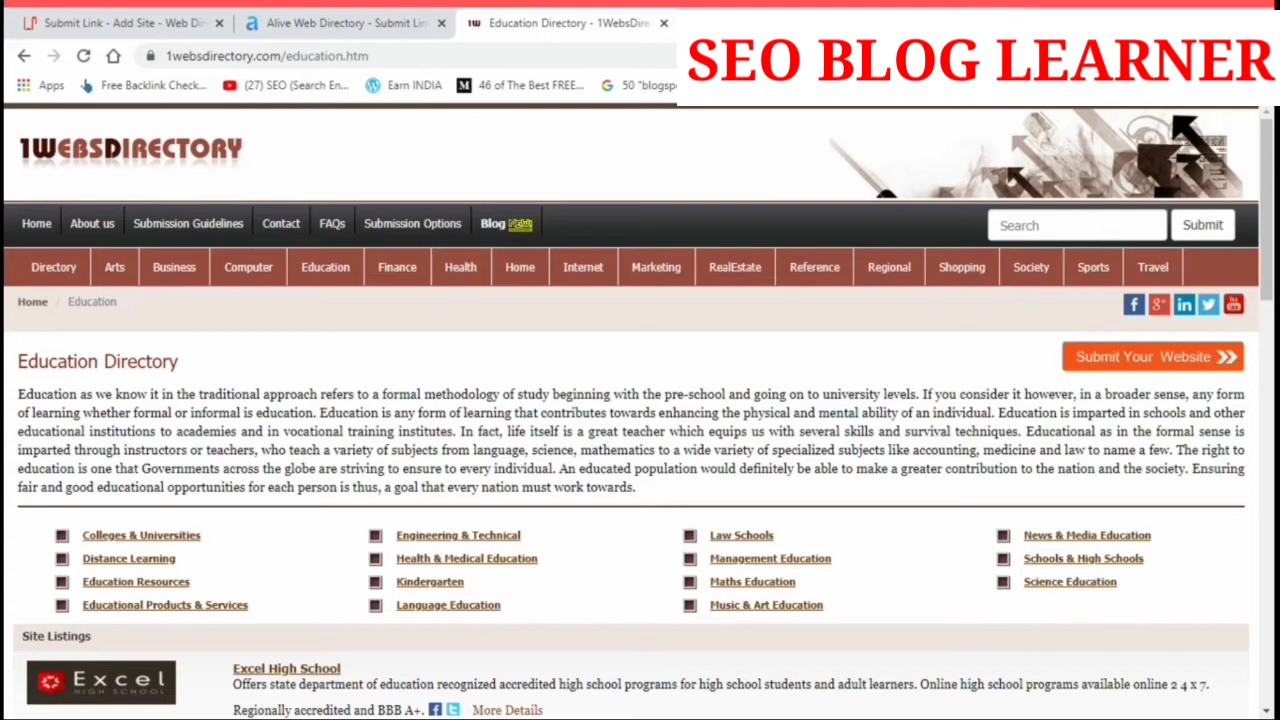 Submit Link - Add Site - Web Di
Alive Web Directory - Submit Lin
1W Education Directory - 1WebsDire
SEO BLOG LEARNER
1websdirectory.com/education.htm
Apps
Free Backlink Check...
(27) SEO (Search En...
Earn INDIA
46 of The Best FREE...
50 "blogsp
1WEBSDIRECTORY
Home
About us
Submission Guidelines
Contact
FAQs
Submission Options
Blog
Search
Submit
Directory
Arts
Business
Computer
Education
Finance
Health
Home
Internet
Marketing
RealEstate
Reference
Regional
Shopping
Society
Sports
Travel
Home / Education
Education Directory
Submit Your Website
Education as we know it in the traditional approach refers to a formal methodology of study beginning with the pre-school and going on to university levels. If you consider it however, in a broader sense, any form
of learning whether formal or informal is education. Education is any form of learning that contributes towards enhancing the physical and mental ability of an individual. Education is imparted in schools and other
educational institutions to academies and in vocational training institutes. In fact, life itself is a great teacher which equips us with several skills and survival techniques. Educational as in the formal sense is
imparted through instructors or teachers, who teach a variety of subjects from language, science, mathematics to a wide variety of specialized subjects like accounting, medicine and law to name a few. The right to
education is one that Governments across the globe are striving to ensure to every individual. An educated population would definitely be able to make a greater contribution to the nation and the society. Ensuring
fair and good educational opportunities for each person is thus, a goal that every nation must work towards.
Colleges & Universities
Engineering & Technical
Law Schools
News & Media Education
Distance Learning
Health & Medical Education
Management Education
Schools & High Schools
Education Resources
Kindergarten
Maths Education
Science Education
Educational Products & Services
Language Education
Music & Art Education
Site Listings
Excel
HIGH SCHOOL
Excel High School
Offers state department of education recognized accredited high school programs for high school students and adult learners. Online high school programs available online 2 4 x 7.
Regionally accredited and BBB A+.
More Details